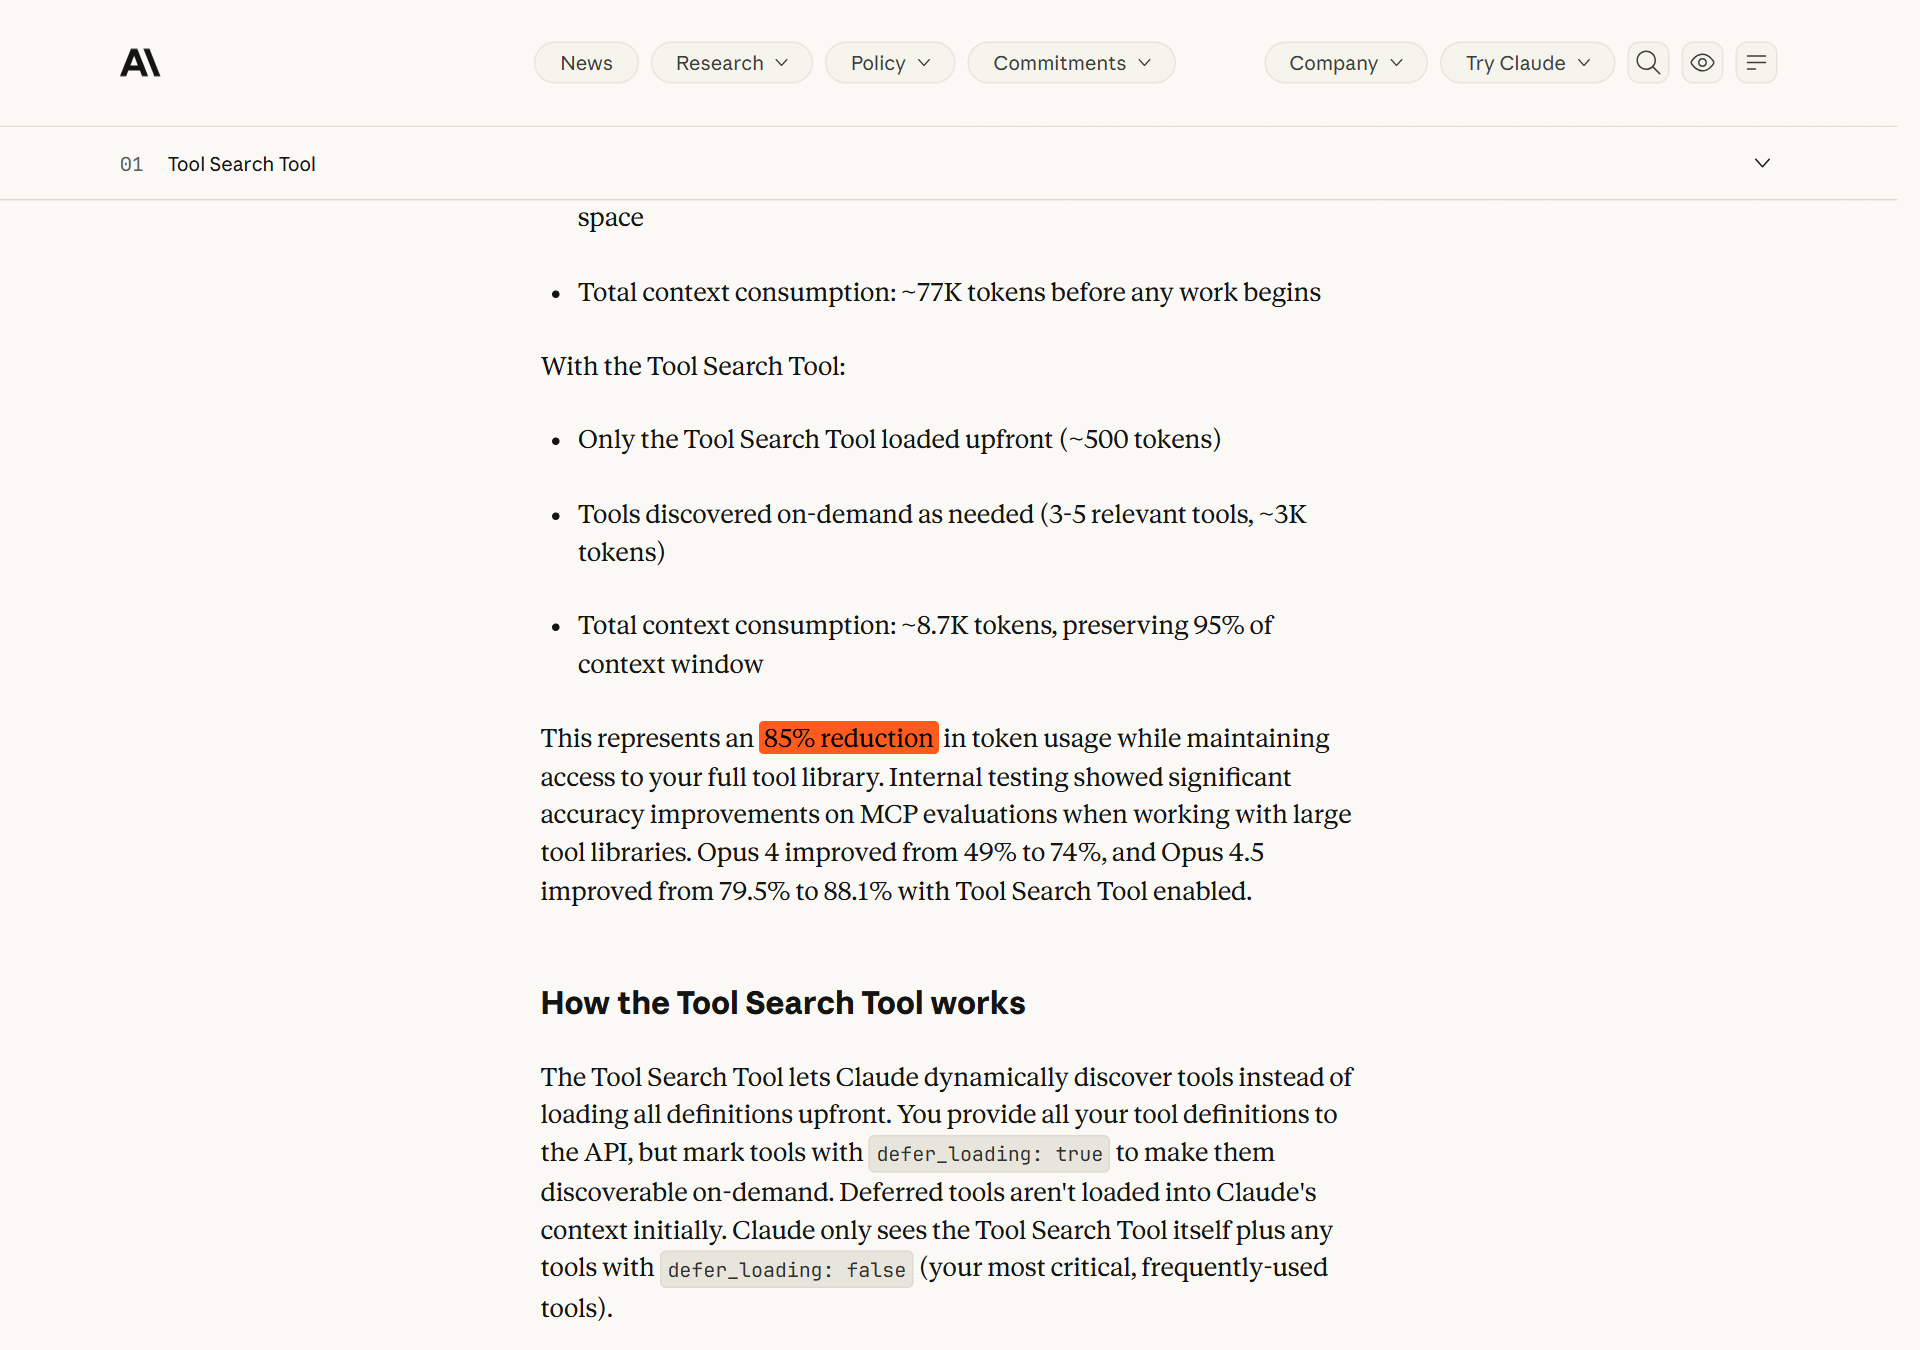 News
Research
Policy
Commitments
Company
Try Claude
01 Tool Search Tool
space
• Total context consumption: ~77K tokens before any work begins
With the Tool Search Tool:
• Only the Tool Search Tool loaded upfront (~500 tokens)
• Tools discovered on-demand as needed (3-5 relevant tools, ~3K
tokens)
• Total context consumption: ~8.7K tokens, preserving 95% of
context window
This represents an 85% reduction in token usage while maintaining
access to your full tool library. Internal testing showed significant
accuracy improvements on MCP evaluations when working with large
tool libraries. Opus 4 improved from 49% to 74%, and Opus 4.5
improved from 79.5% to 88.1% with Tool Search Tool enabled.
How the Tool Search Tool works
The Tool Search Tool lets Claude dynamically discover tools instead of
loading all definitions upfront. You provide all your tool definitions to
the API, but mark tools with defer_loading: true to make them
discoverable on-demand. Deferred tools aren't loaded into Claude's
context initially. Claude only sees the Tool Search Tool itself plus any
tools with defer_loading: false (your most critical, frequently-used
tools).